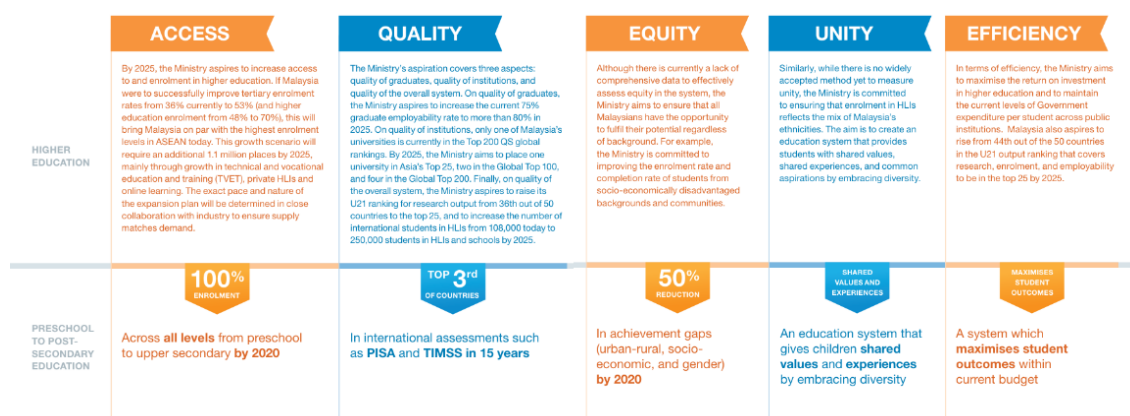 ACCESS
QUALITY
EQUITY
UNITY
EFFICIENCY
HIGHER
EDUCATION
By 2025, the Ministry aspires to increase access
to and enrolment in higher education. If Malaysia
were to successfully improve tertiary enrolment
rates from 36% currently to 53% (and higher
education enrolment from 48% to 70%), this will
bring Malaysia on par with the highest enrolment
levels in ASEAN today. This growth scenario will
require an additional 1.1 million places by 2025,
mainly through growth in technical and vocational
education and training (TVET), private HLIs and
online learning. The exact pace and nature of
the expansion plan will be determined in close
collaboration with industry to ensure supply
matches demand.
The Ministry's aspiration covers three aspects:
quality of graduates, quality of institutions, and
quality of the overall system. On quality of graduates,
the Ministry aspires to increase the current 75%
graduate employability rate to more than 80% in
2025. On quality of institutions, only one of Malaysia's
universities is currently in the Top 200 QS global
rankings. By 2025, the Ministry aims to place one
university in Asia's Top 25, two in the Global Top 100,
and four in the Global Top 200. Finally, on quality of
the overall system, the Ministry aspires to raise its
U21 ranking for research output from 36th out of 50
countries to the top 25, and to increase the number of
international students in HLIs from 108,000 today to
250,000 students in HLIs and schools by 2025.
Although there is currently a lack of
comprehensive data to effectively
assess equity in the system, the
Ministry aims to ensure that all
Malaysians have the opportunity
to fulfil their potential regardless
of background. For example,
the Ministry is committed to
improving the enrolment rate and
completion rate of students from
socio-economically disadvantaged
backgrounds and communities.
Similarly, while there is no widely
accepted method yet to measure
unity, the Ministry is committed
to ensuring that enrolment in HLIs
reflects the mix of Malaysia's
ethnicities. The aim is to create an
education system that provides
students with shared values,
shared experiences, and common
aspirations by embracing diversity.
In terms of efficiency, the Ministry aims
to maximise the return on investment
in higher education and to maintain
the current levels of Government
expenditure per student across public
institutions. Malaysia also aspires to
rise from 44th out of the 50 countries
in the U21 output ranking that covers
research, enrolment, and employability
to be in the top 25 by 2025.
PRESCHOOL
TO POST-
SECONDARY
EDUCATION
100%
ENROLMENT
Across all levels from preschool
to upper secondary by 2020
TOP 3rd
OF COUNTRIES
In international assessments such
as PISA and TIMSS in 15 years
50%
REDUCTION
In achievement gaps
(urban-rural, socio-
economic, and gender)
by 2020
SHARED
VALUES AND
EXPERIENCES
An education system that
gives children shared
values and experiences
by embracing diversity
MAXIMISES
STUDENT
OUTCOMES
A system which
maximises student
outcomes within
current budget